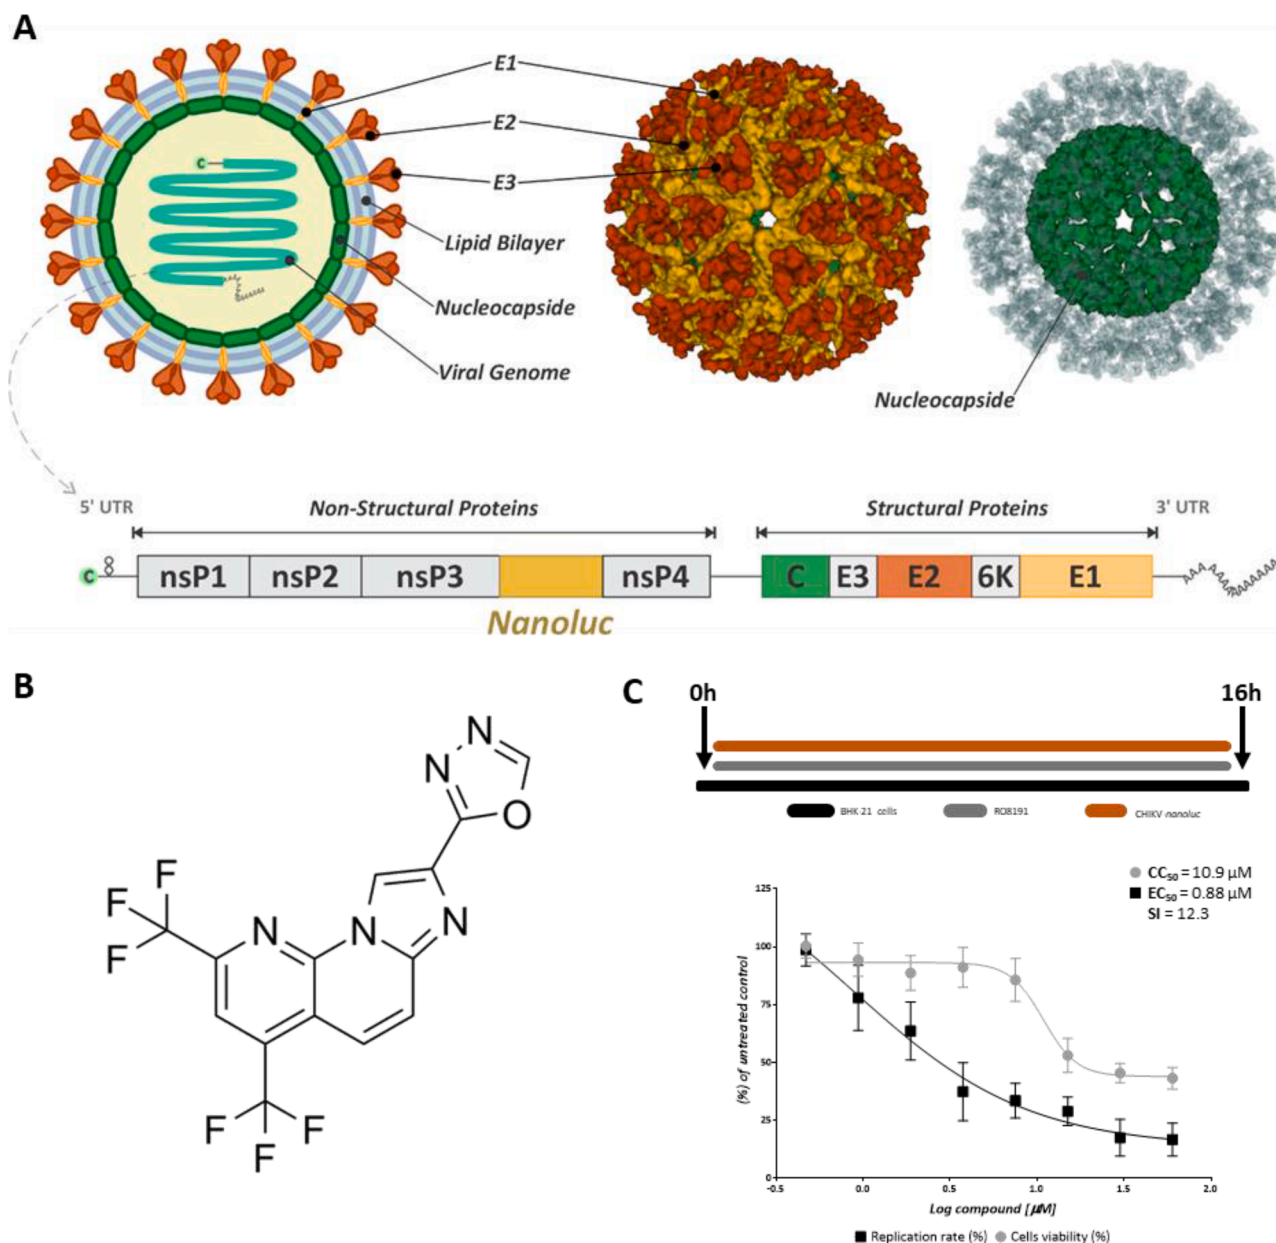 A
E1
E2
E3
Lipid Bilayer
Nucleocapside
Viral Genome
Nucleocapside
C
5' UTR
Non-Structural Proteins
Structural Proteins
3' UTR
C
nsP1 nsP2 nsP3 nsP4 C E3 E2 6K E1
AAA AAA AAAAAAA
Nanoluc
B
N
N
O
F
F
F
N
N
N
F
F
F
C
0h 16h
BHK 21 cells RO8191 CHIKV-nanoluc
CC50 = 10.9 µM
EC50 = 0.88 µM
SI = 12.3
(%) of untreated control
125
100
75
50
25
0
-0.5 0.0 0.5 1.0 1.5 2.0
Log compound [µM]
Replication rate (%) Cells viability (%)